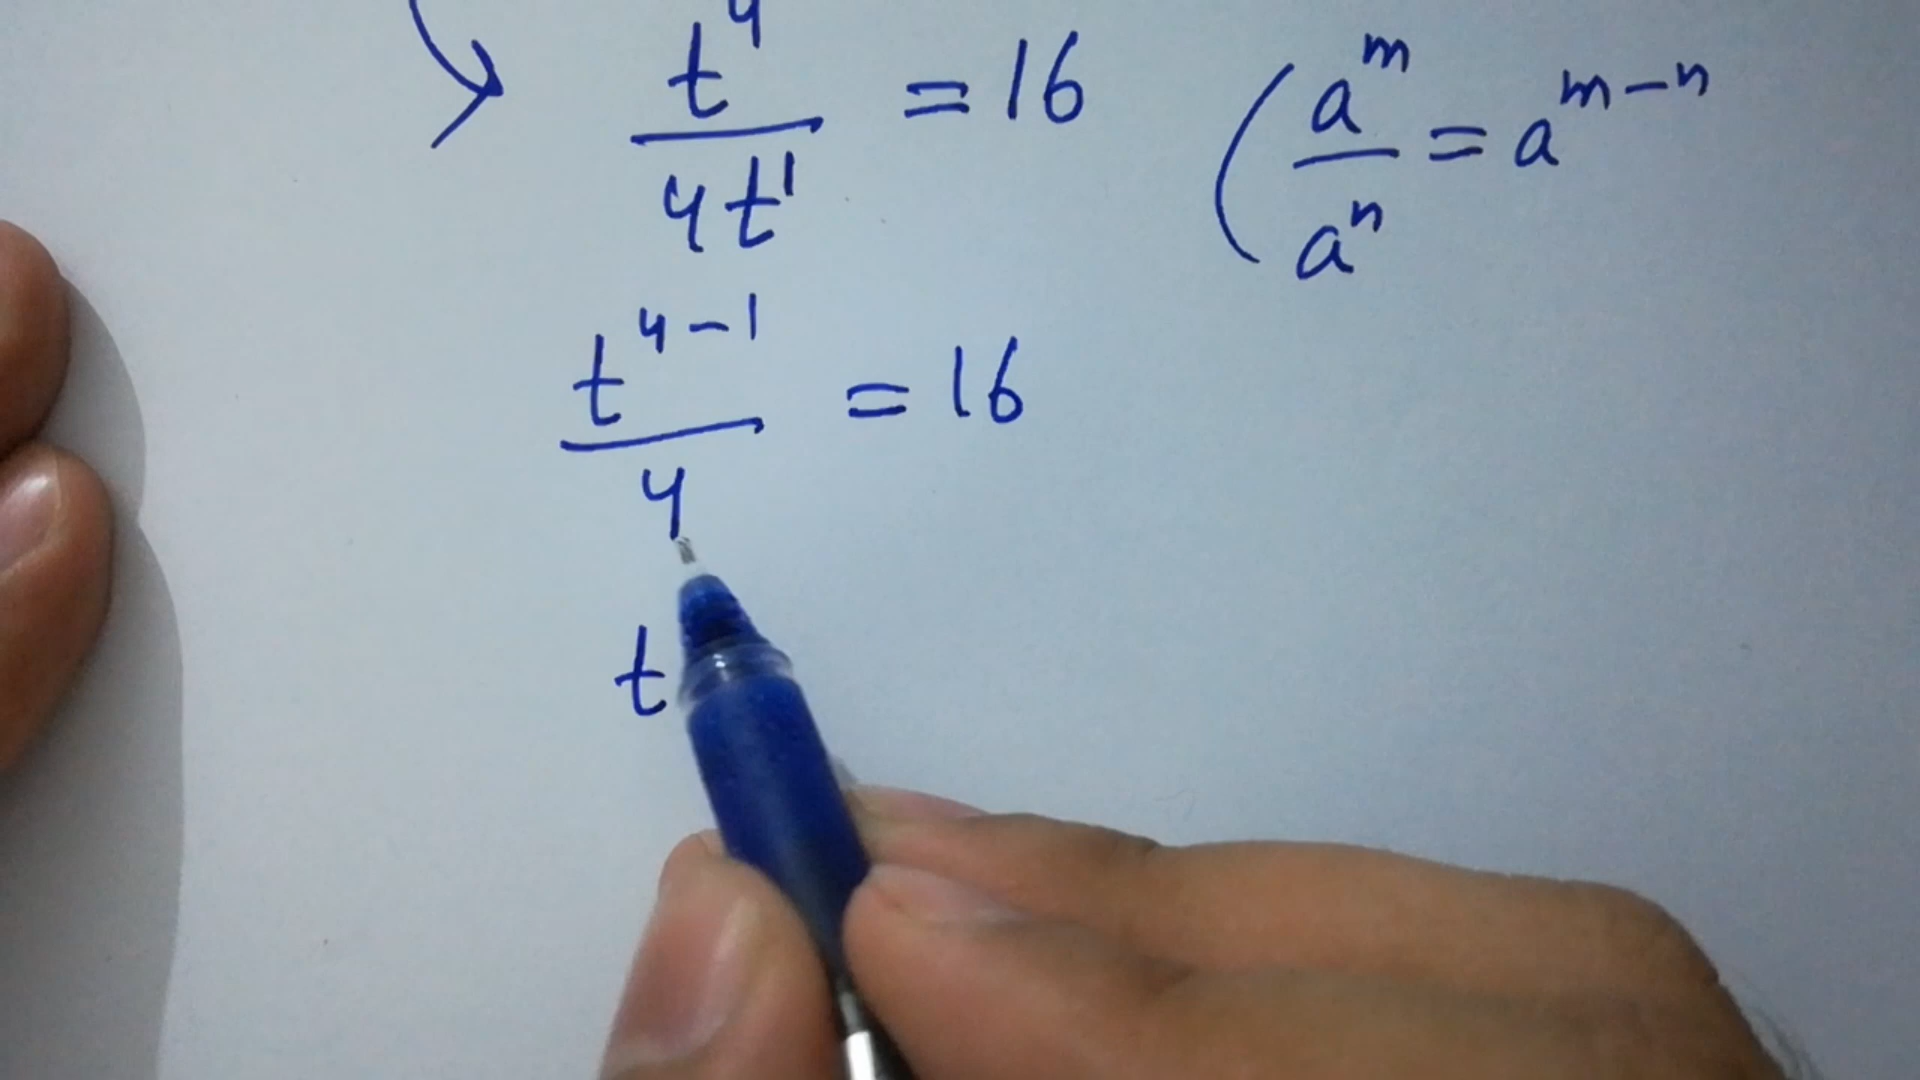 t^4 / 4t^1 = 16 (a^m / a^n = a^(m-n)
t^(4-1) / 4 = 16
t